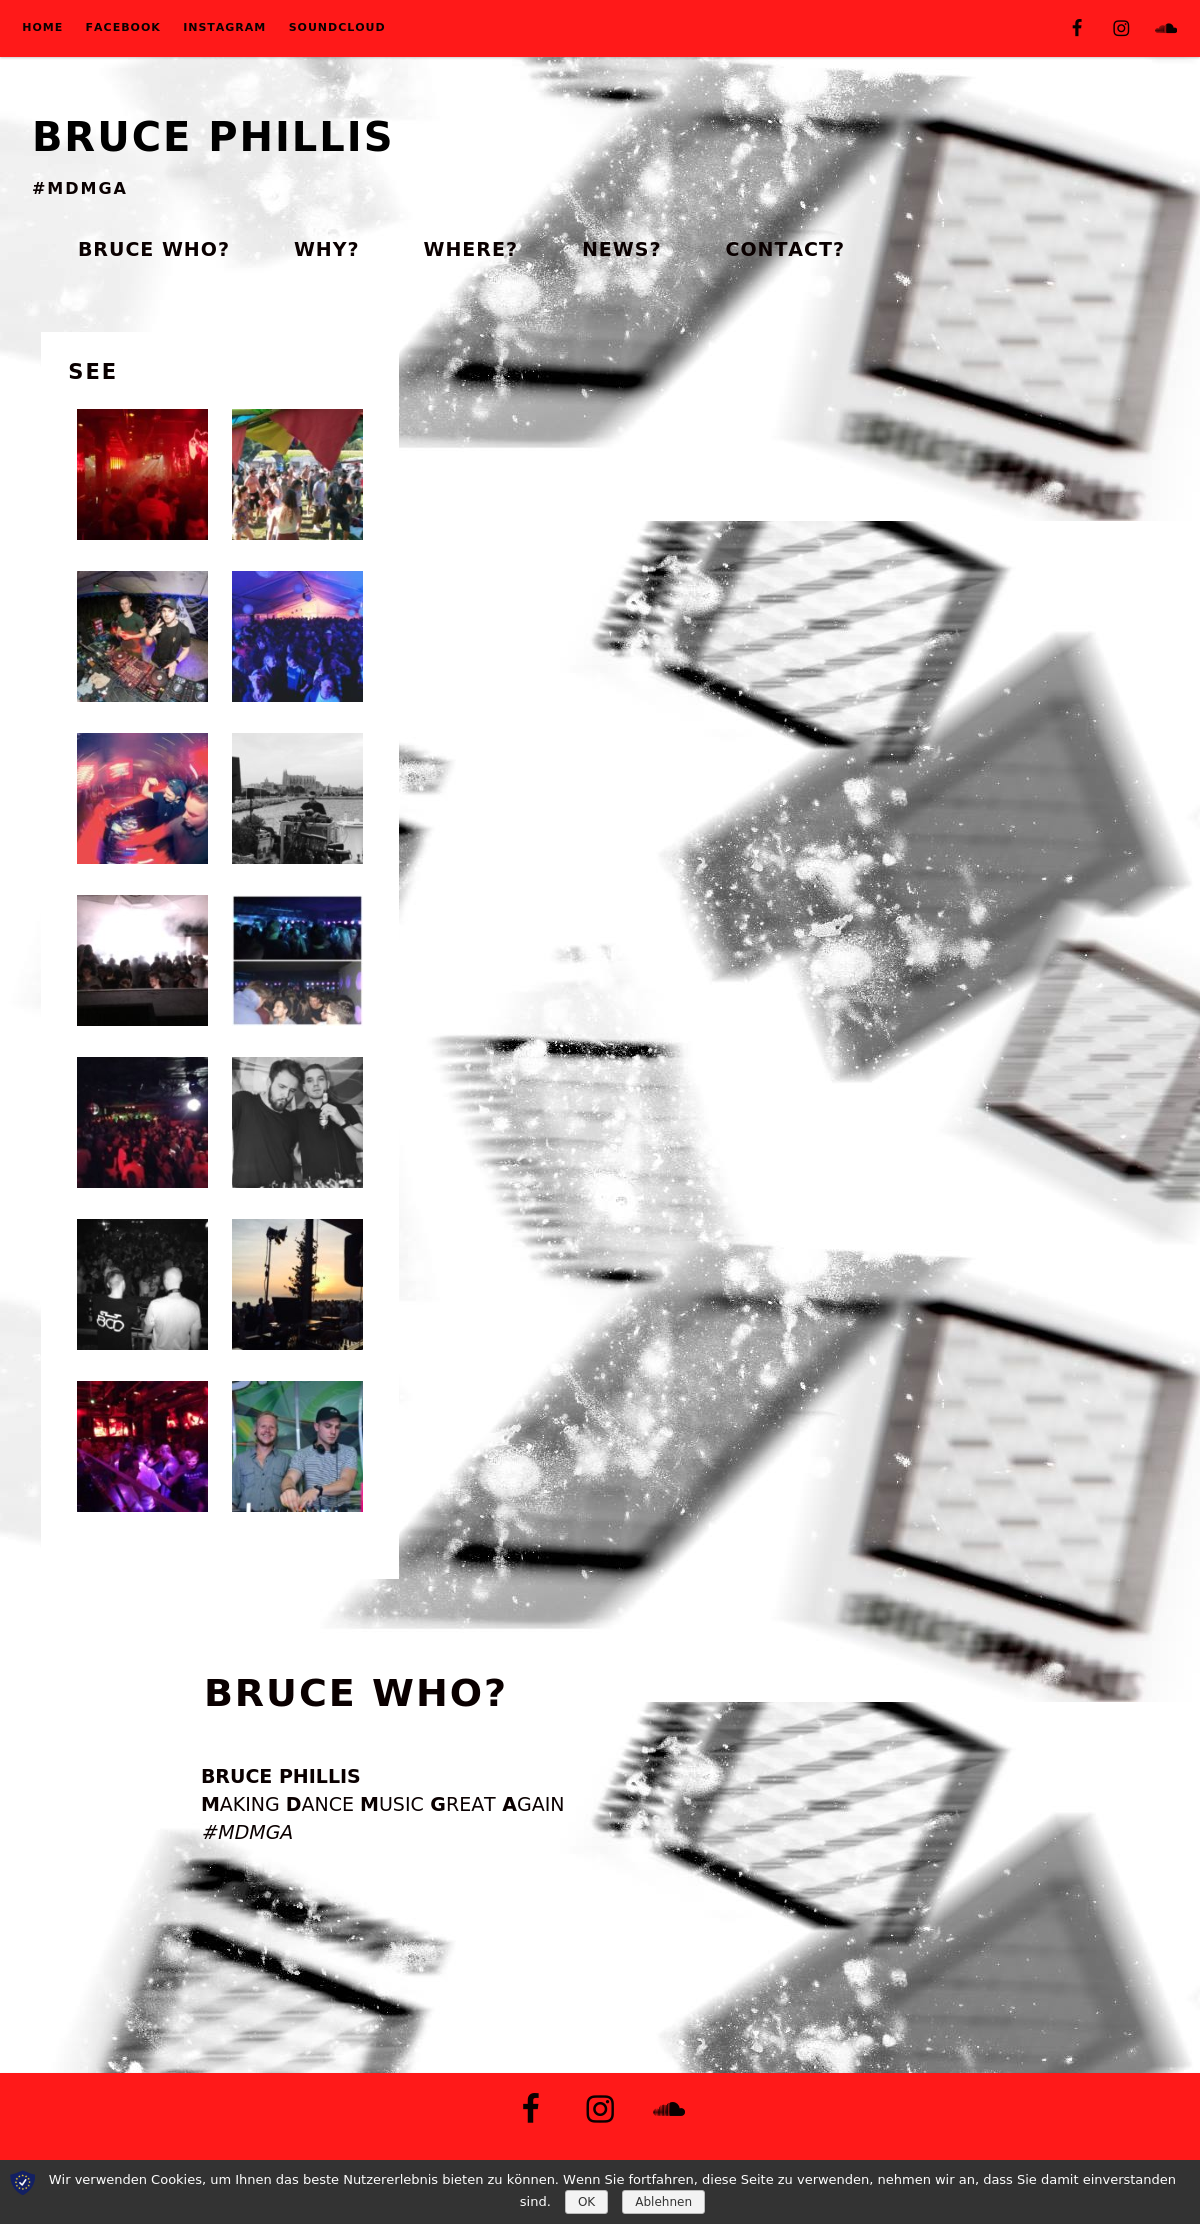 HOME FACEBOOK INSTAGRAM SOUNDCLOUD
BRUCE PHILLIS
#MDMGA
BRUCE WHO? WHY? WHERE? NEWS? CONTACT?
SEE
BRUCE WHO?
BRUCE PHILLIS
MAKING DANCE MUSIC GREAT AGAIN
#MDMGA
Wir verwenden Cookies, um Ihnen das beste Nutzererlebnis bieten zu können. Wenn Sie fortfahren, diese Seite zu verwenden, nehmen wir an, dass Sie damit einverstanden
sind. OK Ablehnen